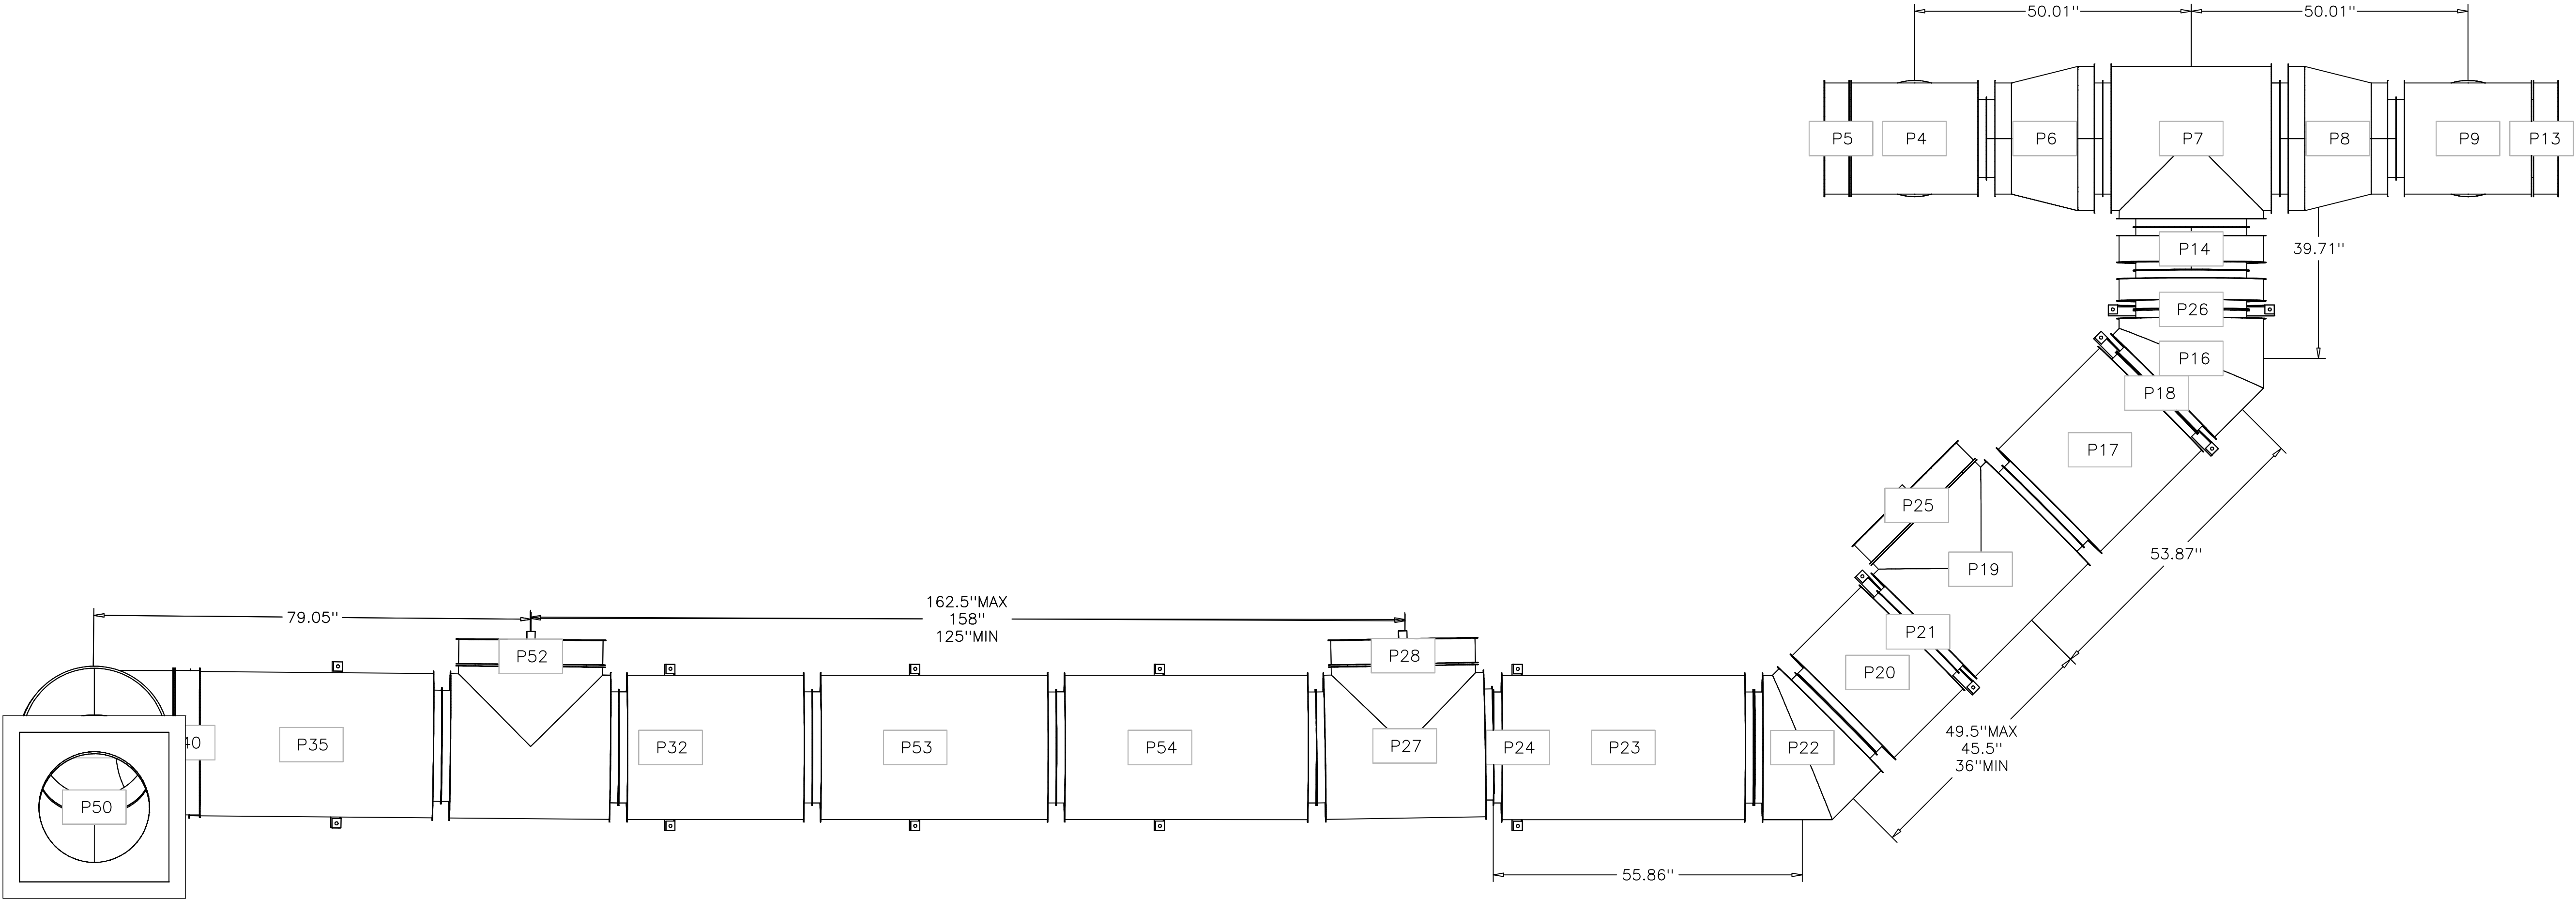 50.01"
50.01"
P5
P4
P6
P7
P8
P9
P13
P14
39.71"
P26
P16
P18
P17
P25
53.87"
P19
P21
P20
162.5"MAX
158"
125"MIN
79.05"
P52
P28
49.5"MAX
45.5"
36"MIN
40
P35
P32
P53
P54
P27
P24
P23
P22
P50
55.86"